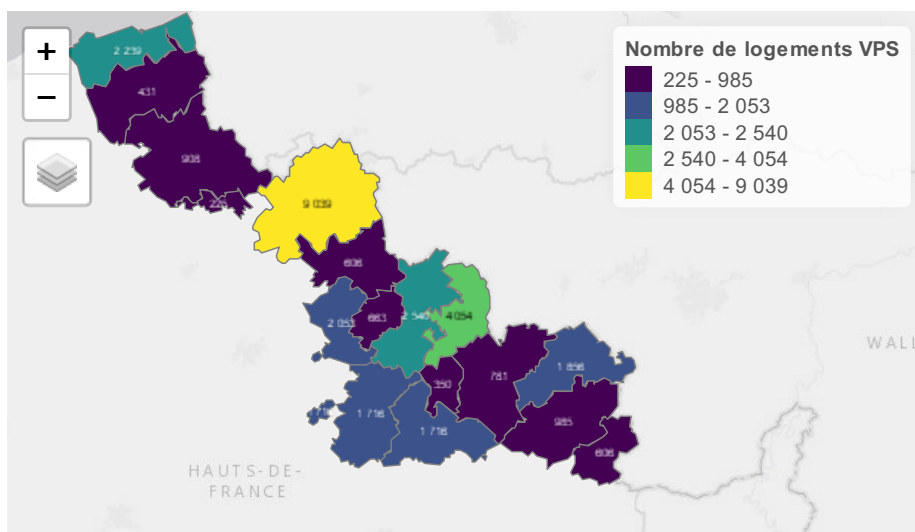 +
−
Nombre de logements VPS
225 - 985
985 - 2 053
2 053 - 2 540
2 540 - 4 054
4 054 - 9 039
2 239
431
908
225
9 039
606
2 053
663
2 540
4 054
781
1 856
350
1 716
1 716
985
606
WALL
HAUTS-DE-
FRANCE